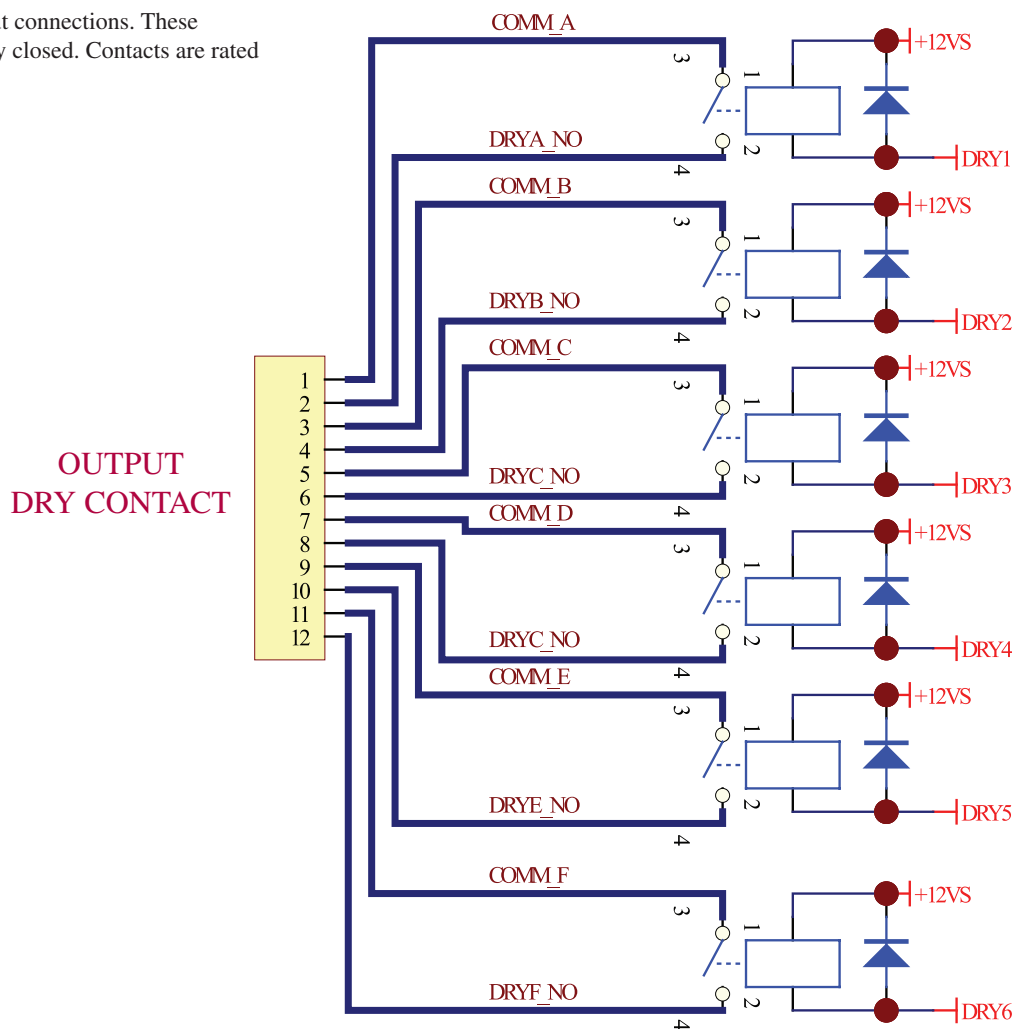 connections. These
closed. Contacts are rated
COMM_A
3
1
+12VS
DRYA_NO
4
2
DRY1
COMM_B
3
1
+12VS
DRYB_NO
4
2
DRY2
COMM_C
3
1
+12VS
DRYC_NO
4
2
DRY3
COMM_D
3
1
+12VS
DRYC_NO
4
2
DRY4
COMM_E
3
1
+12VS
DRYE_NO
4
2
DRY5
COMM_F
3
1
+12VS
DRYF_NO
4
2
DRY6
OUTPUT
DRY CONTACT
1
2
3
4
5
6
7
8
9
10
11
12